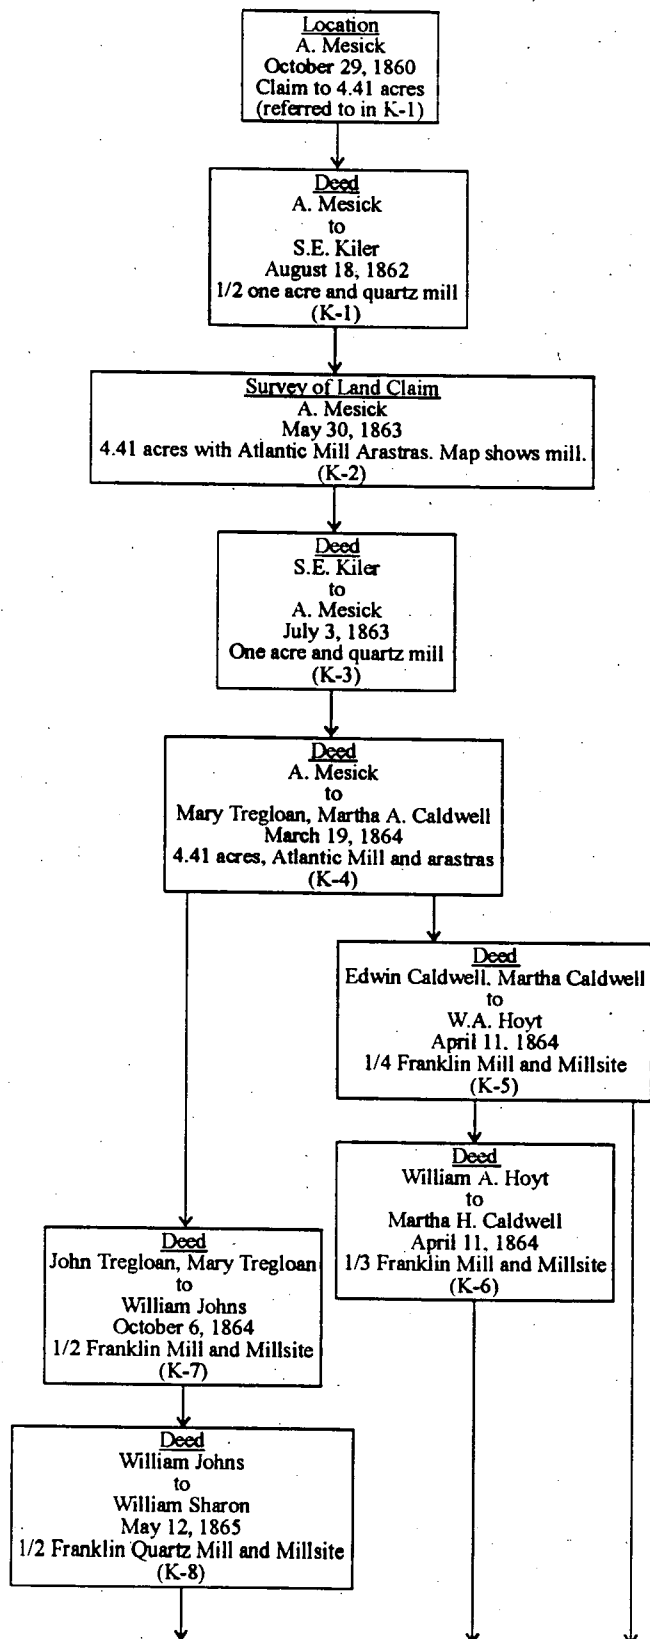 Location
A. Mesick
October 29, 1860
Claim to 4.41 acres
(referred to in K-1)
Deed
A. Mesick
to
S.E. Kiler
August 18, 1862
1/2 one acre and quartz mill
(K-1)
Survey of Land Claim
A. Mesick
May 30, 1863
4.41 acres with Atlantic Mill Arastras. Map shows mill.
(K-2)
Deed
S.E. Kiler
to
A. Mesick
July 3, 1863
One acre and quartz mill
(K-3)
Deed
A. Mesick
to
Mary Tregloan, Martha A. Caldwell
March 19, 1864
4.41 acres, Atlantic Mill and arastras
(K-4)
Deed
Edwin Caldwell, Martha Caldwell
to
W.A. Hoyt
April 11, 1864
1/4 Franklin Mill and Millsite
(K-5)
Deed
William A. Hoyt
to
Martha H. Caldwell
April 11, 1864
1/3 Franklin Mill and Millsite
(K-6)
Deed
John Tregloan, Mary Tregloan
to
William Johns
October 6, 1864
1/2 Franklin Mill and Millsite
(K-7)
Deed
William Johns
to
William Sharon
May 12, 1865
1/2 Franklin Quartz Mill and Millsite
(K-8)